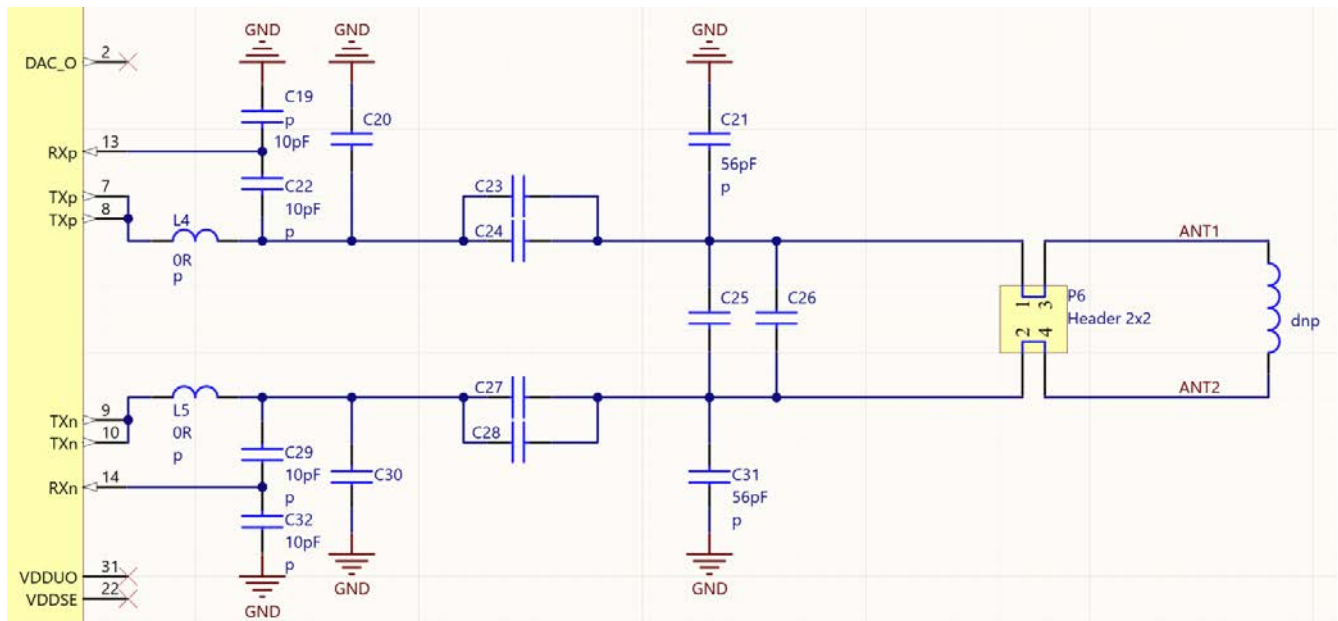 GND
GND
GND
DAC_O
2
C19
p
10pF
C20
C21
56pF
p
RXp
13
C22
10pF
p
TXp
7
TXp
8
L4
0R
p
C23
C24
C25
C26
ANT1
1
3
2
4
P6
Header 2x2
dnp
ANT2
L5
0R
p
TXn
9
TXn
10
C27
C28
C29
10pF
p
RXn
14
C30
C31
56pF
p
C32
10pF
p
VDDUO
31
VDDSE
22
GND
GND
GND